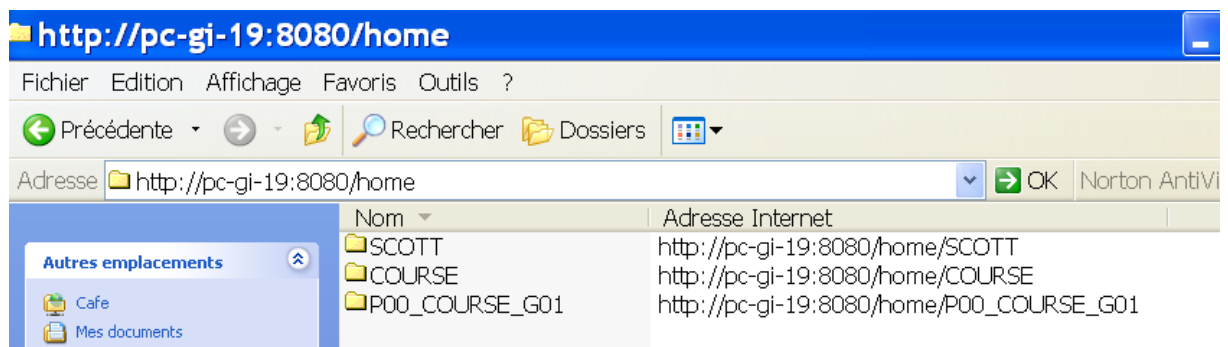 http://pc-gi-19:8080/home
Fichier Edition Affichage Favoris Outils ?
Précédente Rechercher Dossiers
Adresse http://pc-gi-19:8080/home OK Norton AntiVi
Nom Adresse Internet
SCOTT http://pc-gi-19:8080/home/SCOTT
COURSE http://pc-gi-19:8080/home/COURSE
P00_COURSE_G01 http://pc-gi-19:8080/home/P00_COURSE_G01
Autres emplacements
Cafe
Mes documents